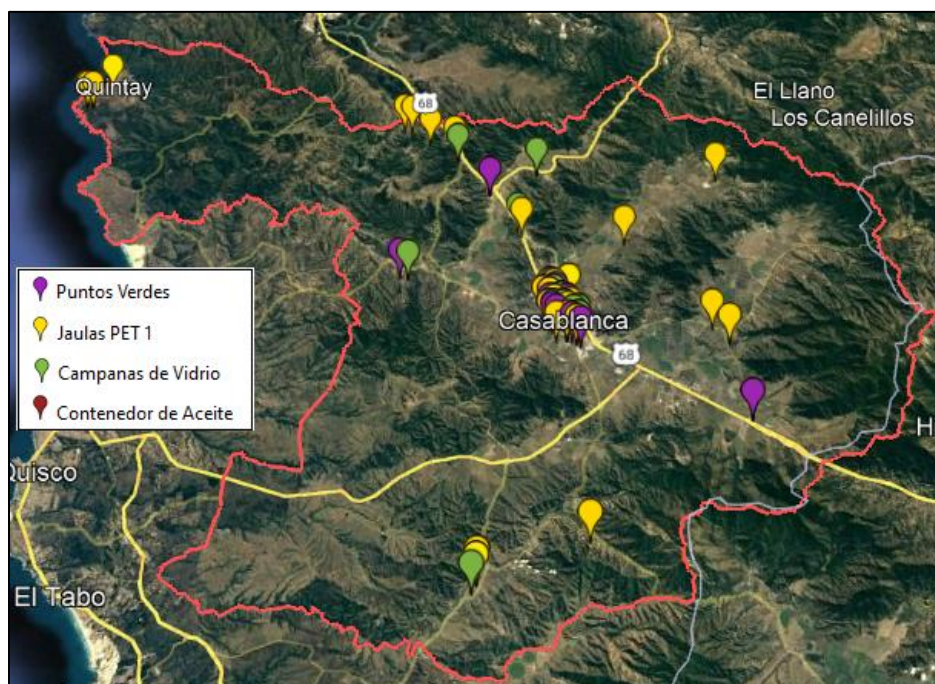 Quintay
68
El Llano
Los Canelillos
Puntos Verdes
Jaulas PET 1
Campanas de Vidrio
Contenedor de Aceite
Casablanca
68
H
Quisco
El Tabo